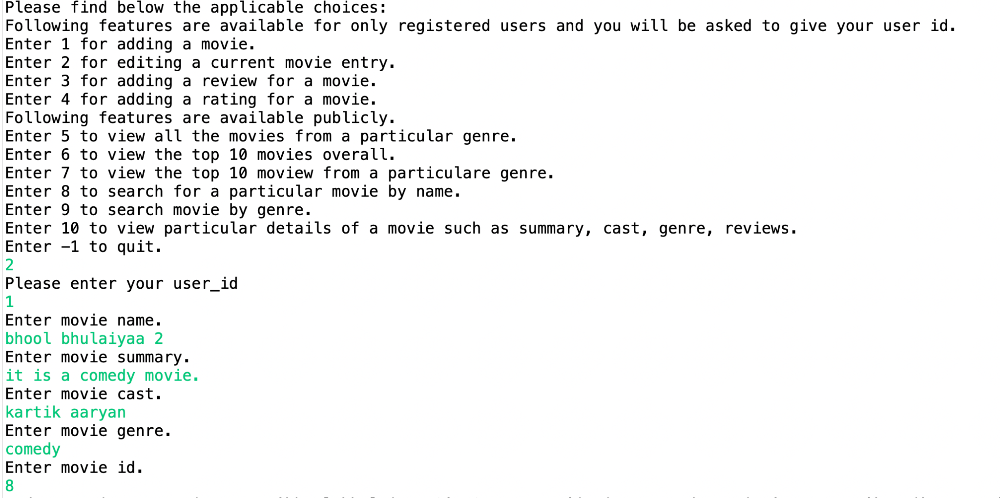 Please find below the applicable choices:
Following features are available for only registered users and you will be asked to give your user id.
Enter 1 for adding a movie.
Enter 2 for editing a current movie entry.
Enter 3 for adding a review for a movie.
Enter 4 for adding a rating for a movie.
Following features are available publicly.
Enter 5 to view all the movies from a particular genre.
Enter 6 to view the top 10 movies overall.
Enter 7 to view the top 10 moview from a particulare genre.
Enter 8 to search for a particular movie by name.
Enter 9 to search movie by genre.
Enter 10 to view particular details of a movie such as summary, cast, genre, reviews.
Enter -1 to quit.
2
Please enter your user_id
1
Enter movie name.
bhool bhulaiyaa 2
Enter movie summary.
it is a comedy movie.
Enter movie cast.
kartik aaryan
Enter movie genre.
comedy
Enter movie id.
8